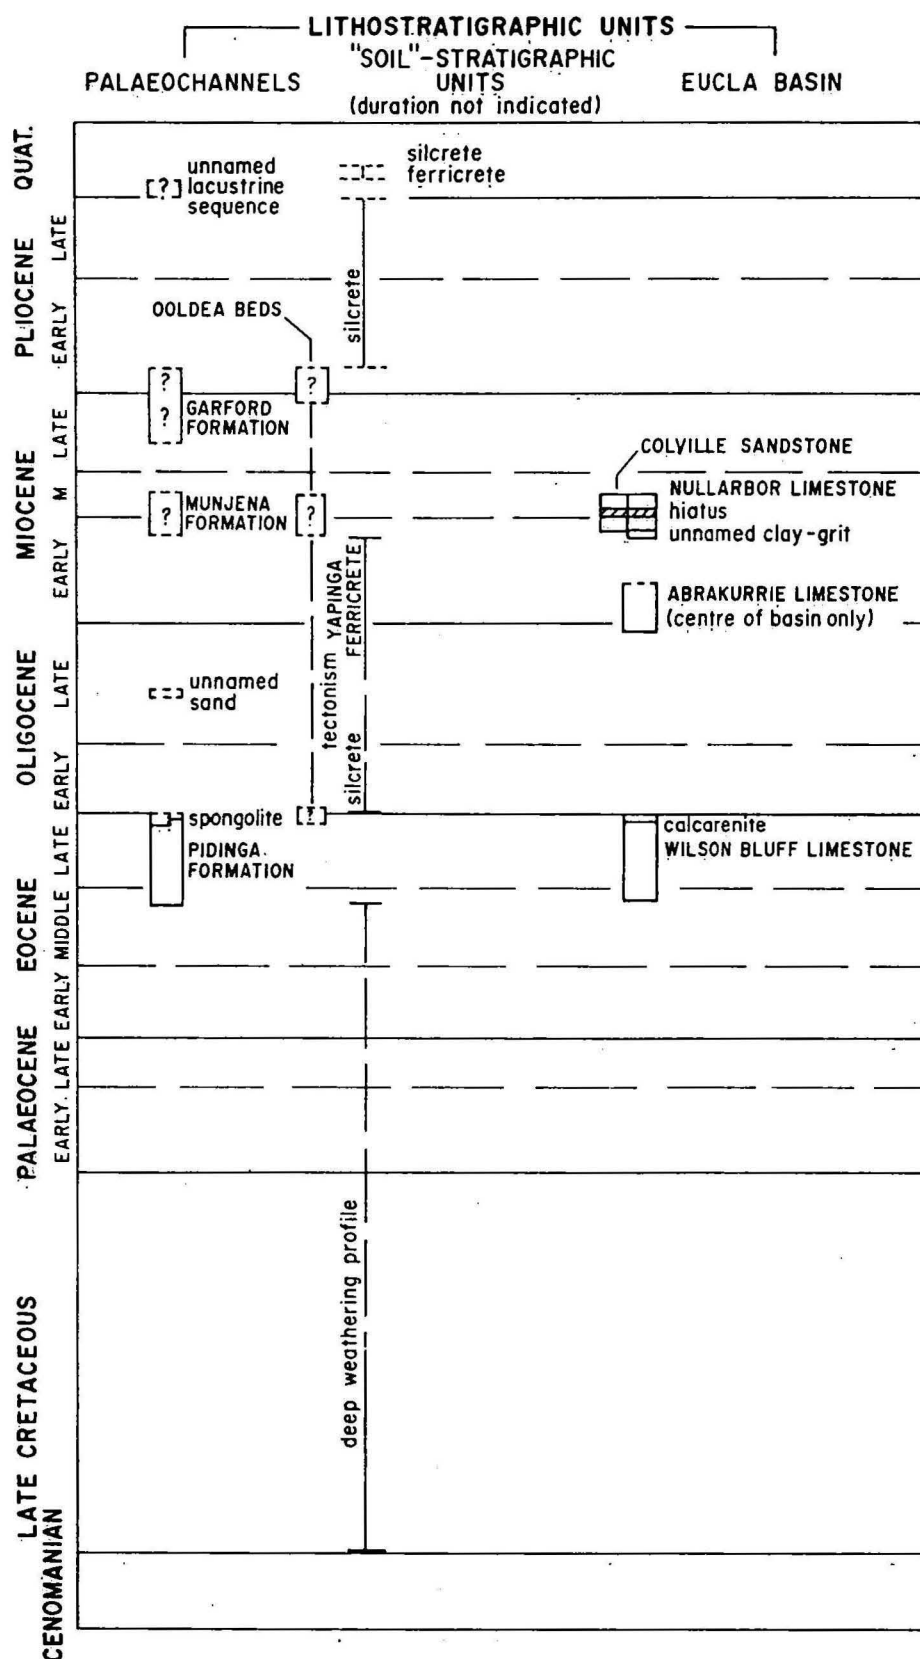 LITHOSTRATIGRAPHIC UNITS
"SOIL"-STRATIGRAPHIC
PALAEOCHANNELS UNITS EUCLA BASIN
(duration not indicated)
QUAT.
unnamed
lacustrine
sequence
?
silcrete
ferricrete
PLIOCENE
LATE
EARLY
silcrete
OOLDEA BEDS
?
?
?
GARFORD
FORMATION
MIOCENE
LATE
M
EARLY
?
MUNJENA
FORMATION
?
COLVILLE SANDSTONE
NULLARBOR LIMESTONE
hiatus
unnamed clay-grit
ABRAKURRIE LIMESTONE
(centre of basin only)
tectonism
YAPINGA
FERRICRETE
silcrete
OLIGOCENE
LATE
EARLY
unnamed
sand
EOCENE
LATE
MIDDLE
EARLY
spongolite
?
PIDINGA
FORMATION
calcarenite
WILSON BLUFF LIMESTONE
PALAEOCENE
LATE
EARLY
deep weathering profile
LATE CRETACEOUS
CENOMANIAN